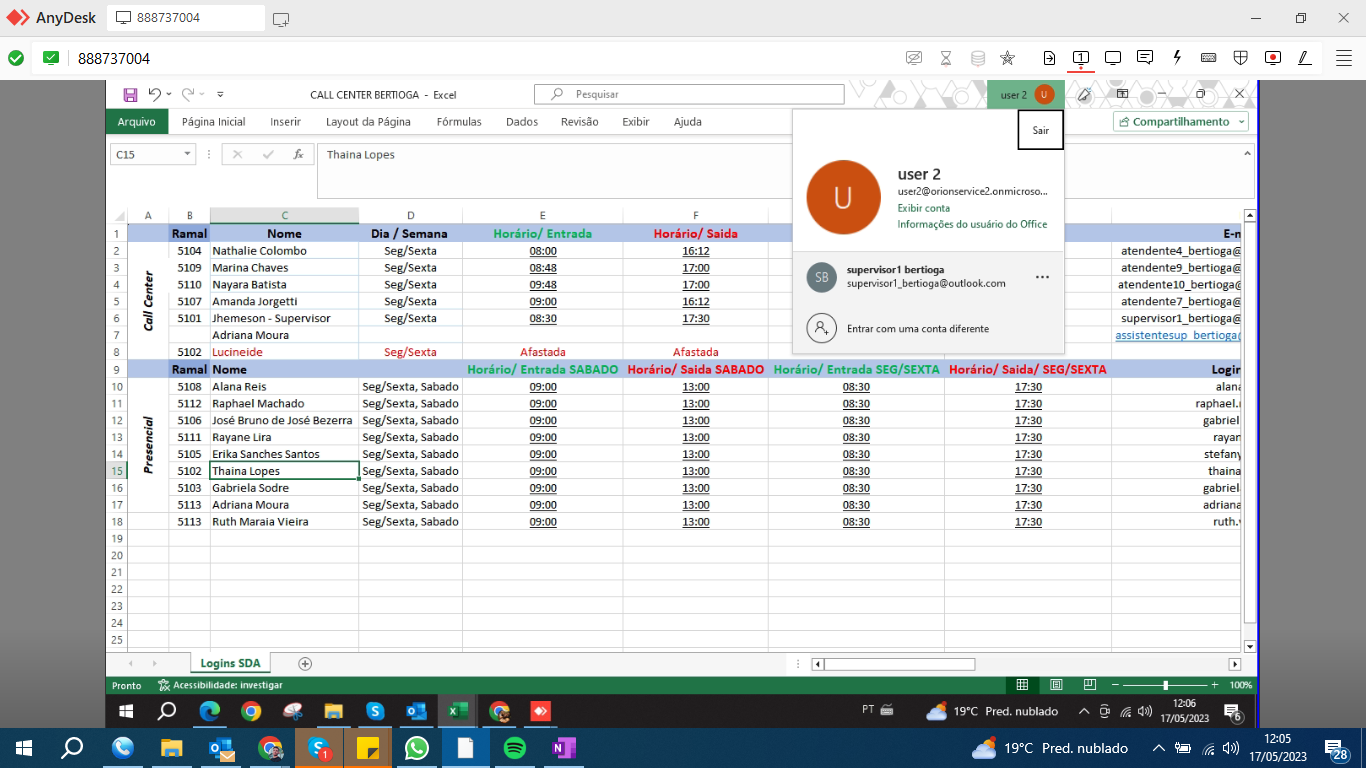 AnyDesk 888737004
888737004
CALL CENTER BERTIOGA - Excel Pesquisar user 2 U
Arquivo Página Inicial Inserir Layout da Página Fórmulas Dados Revisão Exibir Ajuda Compartilhamento
C15 fx Thaina Lopes
Sair
U
user 2
user2@orionservice2.onmicroso...
Exibir conta
Informações do usuário do Office
SB
supervisor1 bertioga
supervisor1_bertioga@outlook.com
Entrar com uma conta diferente
A B C D E F
1 Ramal Nome Dia / Semana Horário/ Entrada Horário/ Saida E-m
Call Center
2 5104 Nathalie Colombo Seg/Sexta 08:00 16:12 atendente4_bertioga@
3 5109 Marina Chaves Seg/Sexta 08:48 17:00 atendente9_bertioga@
4 5110 Nayara Batista Seg/Sexta 09:48 17:00 atendente10_bertioga@
5 5107 Amanda Jorgetti Seg/Sexta 09:00 16:12 atendente7_bertioga@
6 5101 Jhemeson - Supervisor Seg/Sexta 08:30 17:30 supervisor1_bertioga@
7 Adriana Moura assistentesup_bertioga@
8 5102 Lucineide Seg/Sexta Afastada Afastada
9 Ramal Nome Horário/ Entrada SABADO Horário/ Saida SABADO Horário/ Entrada SEG/SEXTA Horário/ Saida/ SEG/SEXTA Login
Presencial
10 5108 Alana Reis Seg/Sexta, Sabado 09:00 13:00 08:30 17:30 alana
11 5112 Raphael Machado Seg/Sexta, Sabado 09:00 13:00 08:30 17:30 raphael.
12 5106 José Bruno de José Bezerra Seg/Sexta, Sabado 09:00 13:00 08:30 17:30 gabriel
13 5111 Rayane Lira Seg/Sexta, Sabado 09:00 13:00 08:30 17:30 rayan
14 5105 Erika Sanches Santos Seg/Sexta, Sabado 09:00 13:00 08:30 17:30 stefany
15 5102 Thaina Lopes Seg/Sexta, Sabado 09:00 13:00 08:30 17:30 thaina
16 5103 Gabriela Sodre Seg/Sexta, Sabado 09:00 13:00 08:30 17:30 gabriel
17 5113 Adriana Moura Seg/Sexta, Sabado 09:00 13:00 08:30 17:30 adriana
18 5113 Ruth Maraia Vieira Seg/Sexta, Sabado 09:00 13:00 08:30 17:30 ruth.
19
20
21
22
23
24
25
Logins SDA
Pronto Acessibilidade: investigar 100%
PT 19°C Pred. nublado 12:06
17/05/2023 6
1 19°C Pred. nublado 12:05
17/05/2023 28